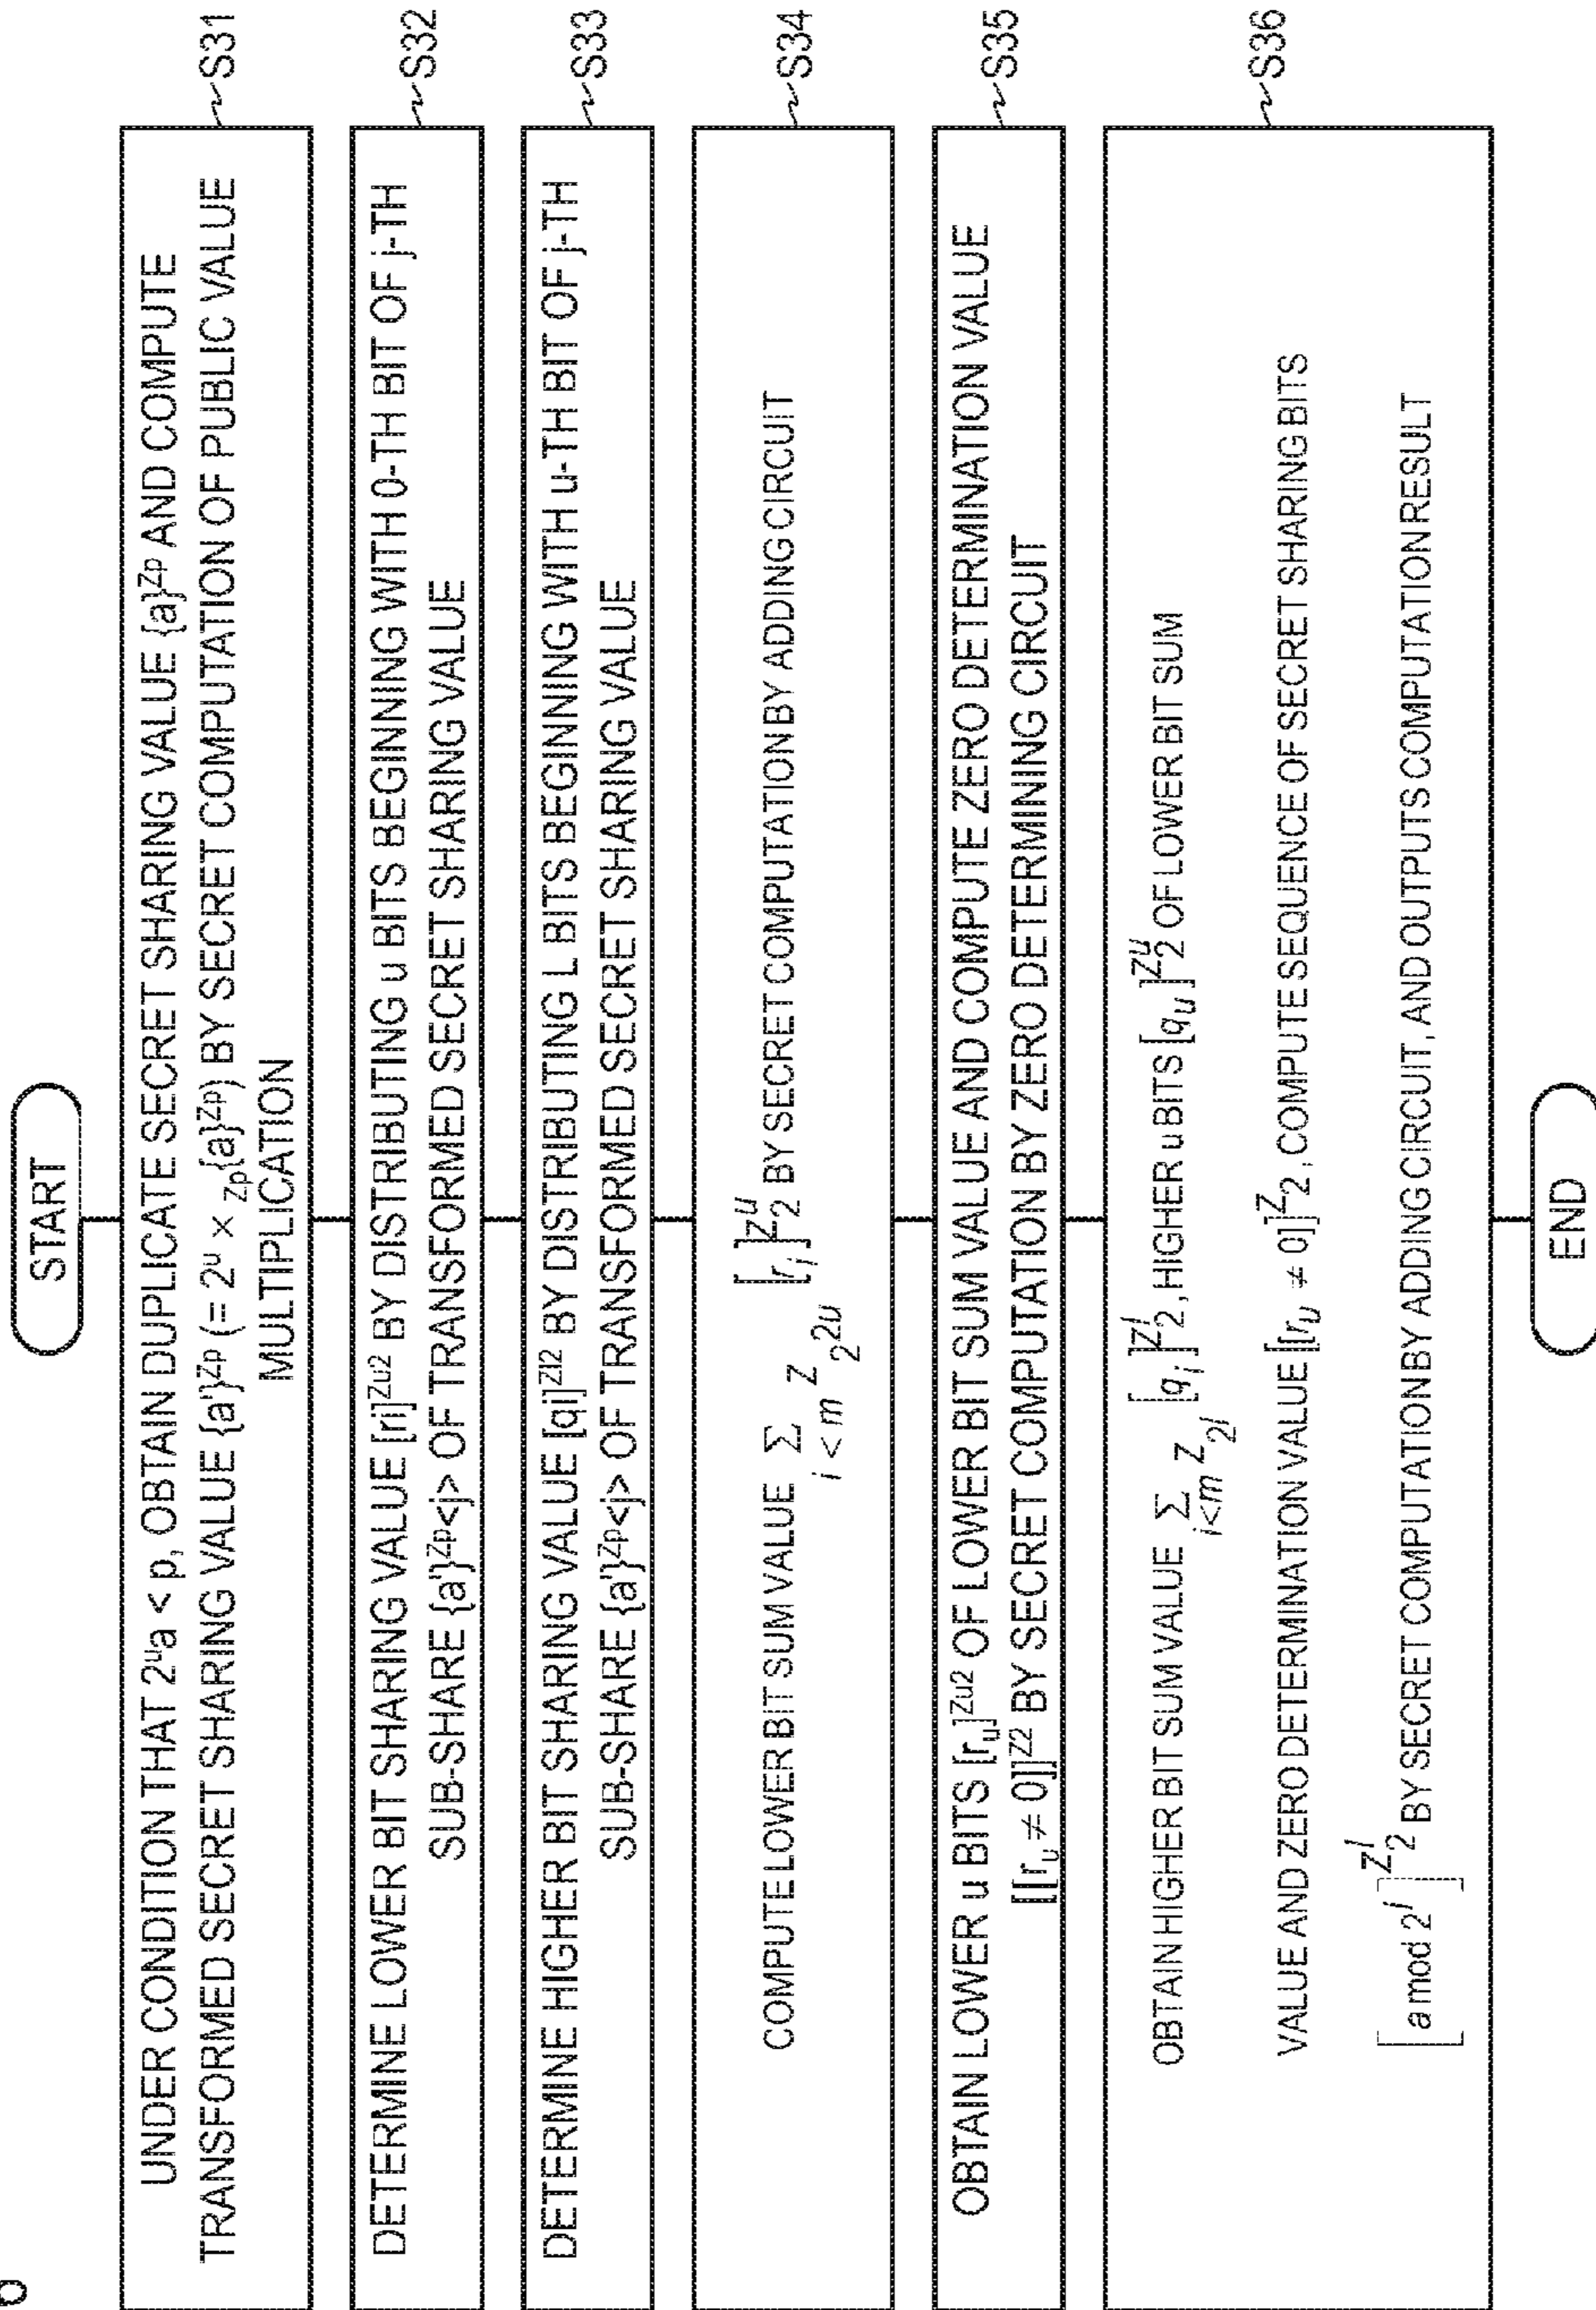 START
UNDER CONDITION THAT 2ᵘa < p, OBTAIN DUPLICATE SECRET SHARING VALUE {a}ᶻᵖ AND COMPUTE
TRANSFORMED SECRET SHARING VALUE {a'}ᶻᵖ (= 2ᵘ × Zp{a}ᶻᵖ) BY SECRET COMPUTATION OF PUBLIC VALUE
MULTIPLICATION
~S31
DETERMINE LOWER BIT SHARING VALUE [ri]^Zu2 BY DISTRIBUTING u BITS BEGINNING WITH 0-TH BIT OF j-TH
SUB-SHARE {a'}^Zp<j> OF TRANSFORMED SECRET SHARING VALUE
~S32
DETERMINE HIGHER BIT SHARING VALUE [qi]^Zl2 BY DISTRIBUTING L BITS BEGINNING WITH u-TH BIT OF j-TH
SUB-SHARE {a'}^Zp<j> OF TRANSFORMED SECRET SHARING VALUE
~S33
COMPUTE LOWER BIT SUM VALUE Σ_{i<m} Z_{2^{2u}} [r_i]^{Z_2^u} BY SECRET COMPUTATION BY ADDING CIRCUIT
~S34
OBTAIN LOWER u BITS [r_u]^Zu2 OF LOWER BIT SUM VALUE AND COMPUTE ZERO DETERMINATION VALUE
[[r_u ≠ 0]]^Z2 BY SECRET COMPUTATION BY ZERO DETERMINING CIRCUIT
~S35
OBTAIN HIGHER BIT SUM VALUE Σ_{i<m} Z_{2^l} [q_i]^{Z_2^l}, HIGHER u BITS [q_u]^{Z_2^u} OF LOWER BIT SUM
VALUE AND ZERO DETERMINATION VALUE [[r_u ≠ 0]]^{Z_2}, COMPUTE SEQUENCE OF SECRET SHARING BITS
[a mod 2^l]^{Z_2^l} BY SECRET COMPUTATION BY ADDING CIRCUIT, AND OUTPUTS COMPUTATION RESULT
~S36
END